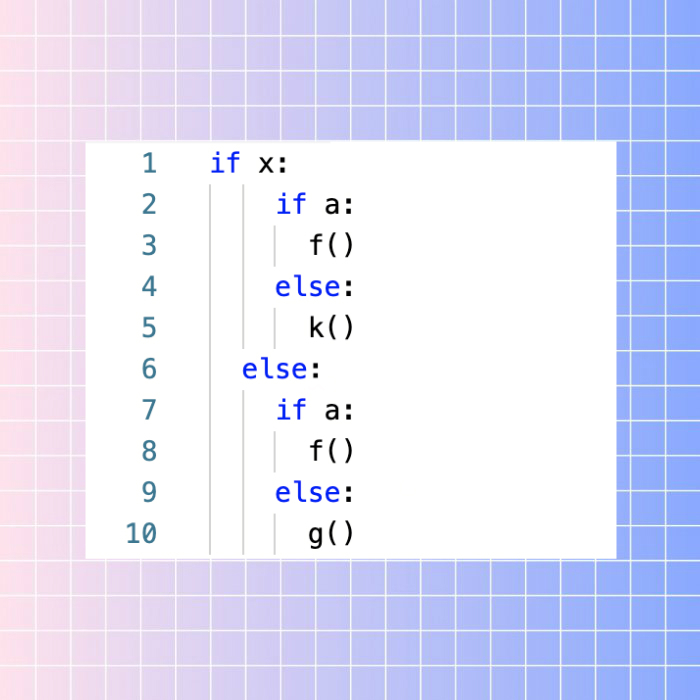 1 if x:
2     if a:
3       f()
4     else:
5       k()
6   else:
7     if a:
8       f()
9     else:
10       g()